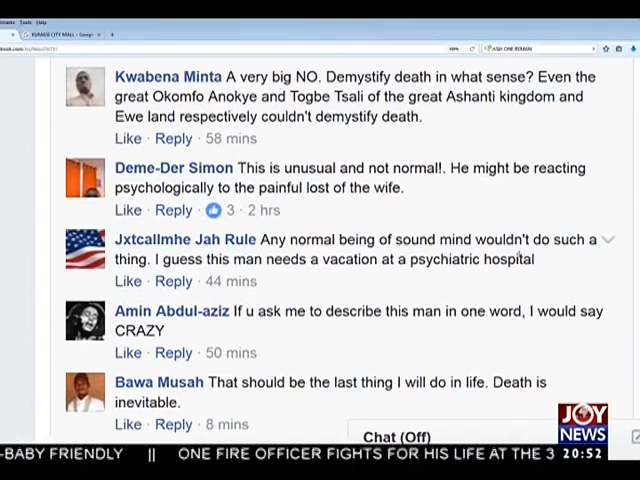 Tools Help
KUMASI CITY MALL - Googl
Kwabena Minta A very big NO. Demystify death in what sense? Even the
great Okomfo Anokye and Togbe Tsali of the great Ashanti kingdom and
Ewe land respectively couldn't demystify death.
Like · Reply · 58 mins
Deme-Der Simon This is unusual and not normal!. He might be reacting
psychologically to the painful lost of the wife.
Like · Reply · 3 · 2 hrs
Jxtcallmhe Jah Rule Any normal being of sound mind wouldn't do such a
thing. I guess this man needs a vacation at a psychiatric hospital
Like · Reply · 44 mins
Amin Abdul-aziz If u ask me to describe this man in one word, I would say
CRAZY
Like · Reply · 50 mins
Bawa Musah That should be the last thing I will do in life. Death is
inevitable.
Like · Reply · 8 mins
Chat (Off)
JOY
NEWS
-BABY FRIENDLY || ONE FIRE OFFICER FIGHTS FOR HIS LIFE AT THE 3
20:52